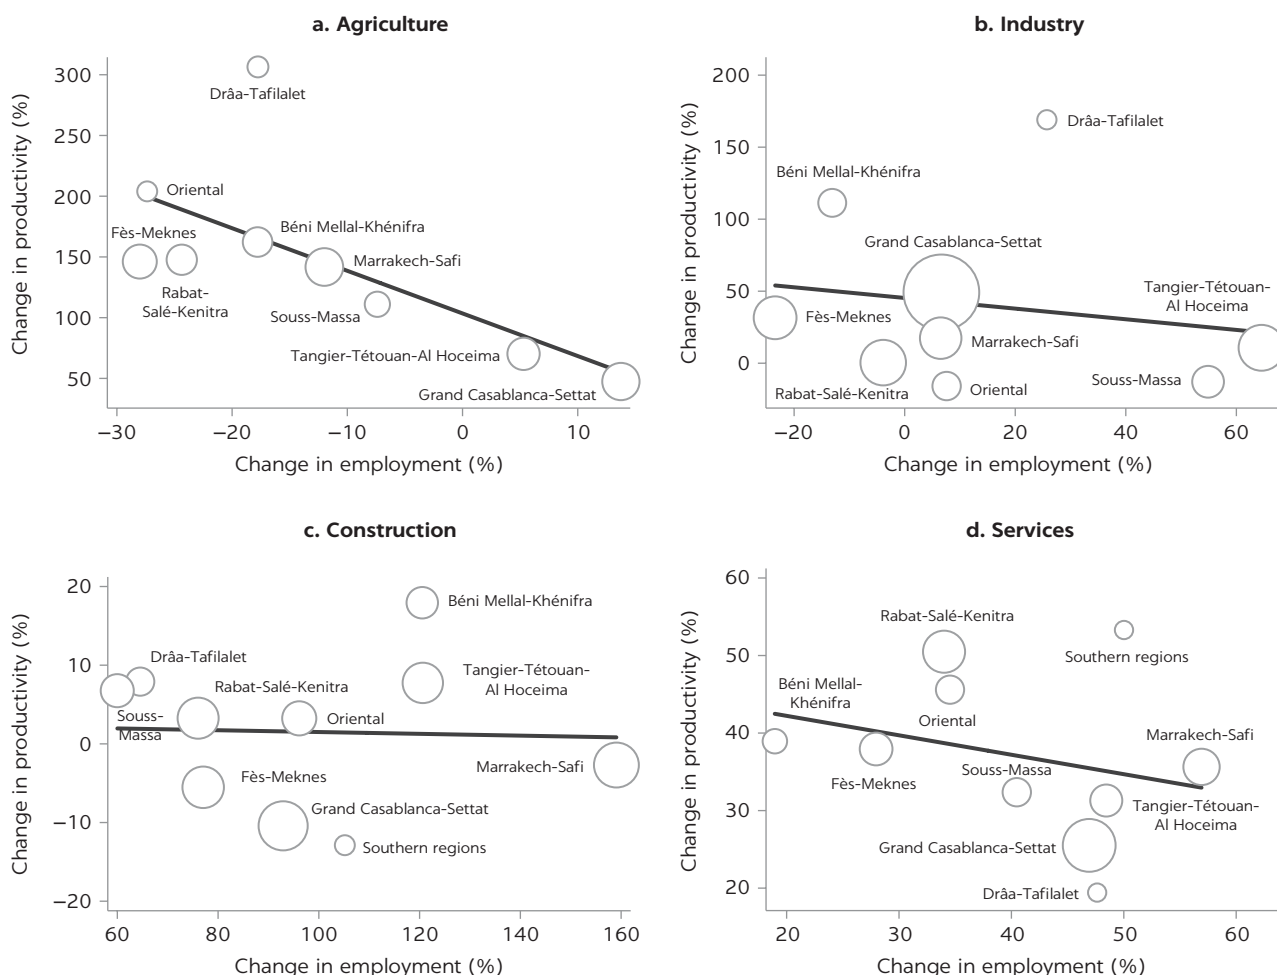 a. Agriculture
Change in productivity (%)
300
250
200
150
100
50
Drâa-Tafilalet
Oriental
Béni Mellal-Khénifra
Fès-Meknes
Marrakech-Safi
Rabat-
Salé-Kenitra
Souss-Massa
Tangier-Tétouan-Al Hoceima
Grand Casablanca-Settat
−30
−20
−10
0
10
Change in employment (%)
b. Industry
Change in productivity (%)
200
150
100
50
0
Drâa-Tafilalet
Béni Mellal-Khénifra
Grand Casablanca-Settat
Tangier-Tétouan-
Al Hoceima
Fès-Meknes
Marrakech-Safi
Souss-Massa
Rabat-Salé-Kenitra
Oriental
−20
0
20
40
60
Change in employment (%)
c. Construction
Change in productivity (%)
20
10
0
−10
−20
Béni Mellal-Khénifra
Drâa-Tafilalet
Tangier-Tétouan-
Al Hoceima
Rabat-Salé-Kenitra
Souss-
Massa
Oriental
Marrakech-Safi
Fès-Meknes
Grand Casablanca-Settat
Southern regions
60
80
100
120
140
160
Change in employment (%)
d. Services
Change in productivity (%)
60
50
40
30
20
Rabat-Salé-Kenitra
Southern regions
Béni Mellal-
Khénifra
Oriental
Marrakech-Safi
Souss-Massa
Fès-Meknes
Tangier-Tétouan-
Al Hoceima
Grand Casablanca-Settat
Drâa-Tafilalet
20
30
40
50
60
Change in employment (%)